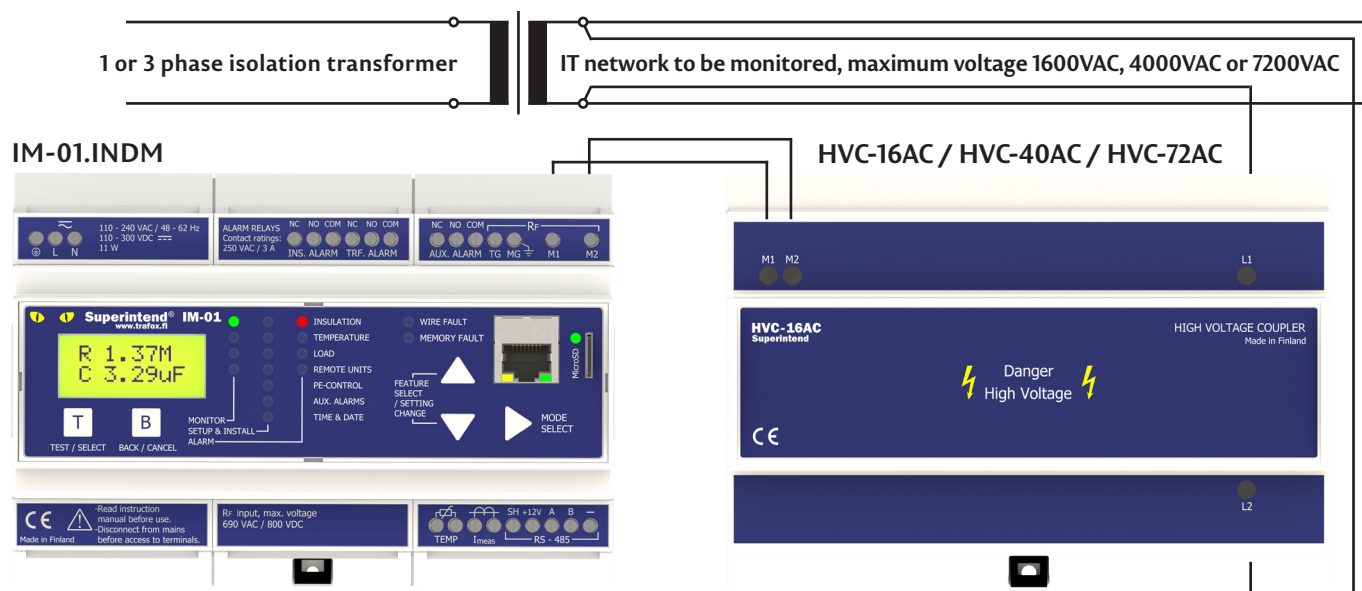 1 or 3 phase isolation transformer
IT network to be monitored, maximum voltage 1600VAC, 4000VAC or 7200VAC
IM-01.INDM
HVC-16AC / HVC-40AC / HVC-72AC
L N
110 - 240 VAC / 48 - 62 Hz
110 - 300 VDC
11 W
ALARM RELAYS
Contact ratings:
250 VAC / 3 A
NC NO COM NC NO COM
INS. ALARM TRF. ALARM
NC NO COM RF
AUX. ALARM TG MG M1 M2
M1 M2
L1
Superintend® IM-01
www.trafox.fi
R 1.37M
C 3.29uF
T
TEST / SELECT
B
BACK / CANCEL
MONITOR
SETUP & INSTALL
ALARM
INSULATION
TEMPERATURE
LOAD
REMOTE UNITS
PE-CONTROL
AUX. ALARMS
TIME & DATE
WIRE FAULT
MEMORY FAULT
FEATURE
SELECT
/ SETTING
CHANGE
MODE
SELECT
MicroSD
HVC-16AC
Superintend
HIGH VOLTAGE COUPLER
Made in Finland
Danger
High Voltage
CE
CE
Made in Finland
-Read instruction
manual before use.
-Disconnect from mains
before access to terminals.
RF input, max. voltage
690 VAC / 800 VDC
SH +12V A B −
TEMP Imeas RS - 485
L2